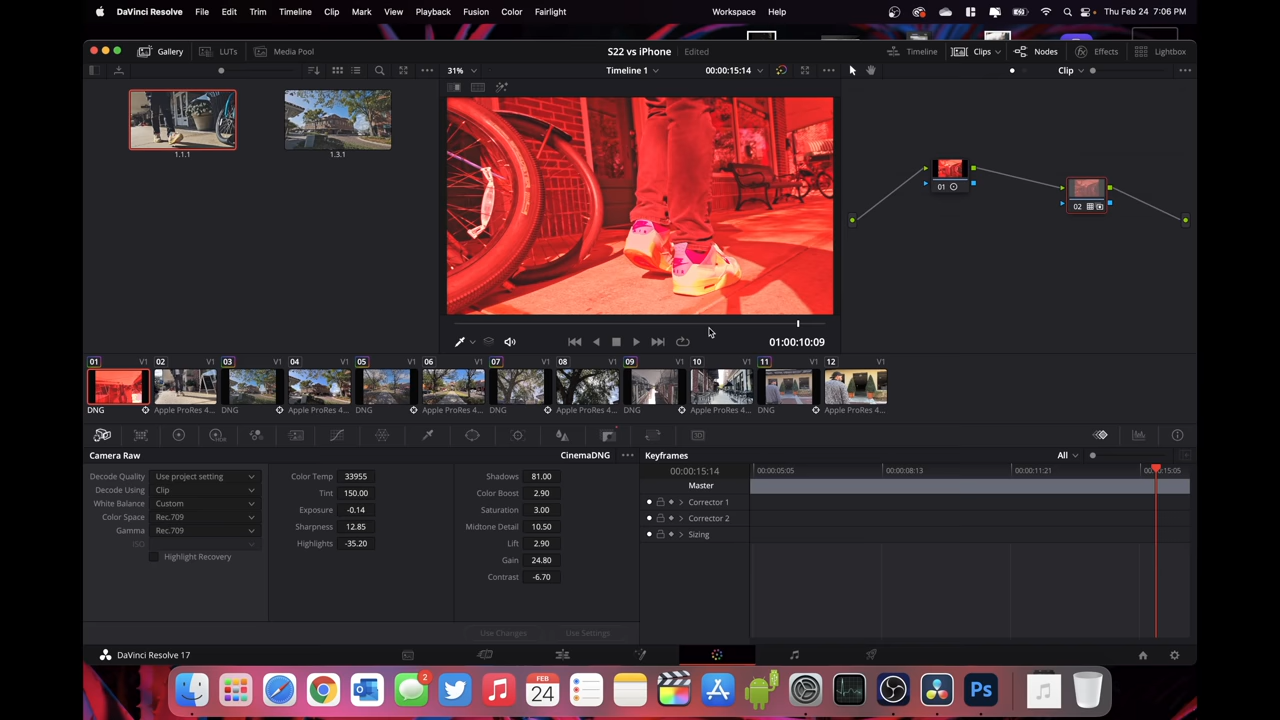 DaVinci Resolve File Edit Trim Timeline Clip Mark View Playback Fusion Color Fairlight Workspace Help Thu Feb 24 7:06 PM
Gallery LUTs Media Pool S22 vs iPhone Edited Timeline Clips Nodes Effects Lightbox
31% Timeline 1 00:00:15:14 Clip
1.1.1 1.3.1
01
02
01:00:10:09
01 V1 02 V1 03 V1 04 V1 05 V1 06 V1 07 V1 08 V1 09 V1 10 V1 11 V1 12 V1
DNG Apple ProRes 4... DNG Apple ProRes 4... DNG Apple ProRes 4... DNG Apple ProRes 4... DNG Apple ProRes 4... DNG Apple ProRes 4...
Camera Raw CinemaDNG Keyframes All
Decode Quality Use project setting
Decode Using Clip
White Balance Custom
Color Space Rec.709
Gamma Rec.709
ISO
Highlight Recovery
Color Temp 33955
Tint 150.00
Exposure -0.14
Sharpness 12.85
Highlights -35.20
Shadows 81.00
Color Boost 2.90
Saturation 3.00
Midtone Detail 10.50
Lift 2.90
Gain 24.80
Contrast -6.70
Use Changes Use Settings
00:00:15:14 00:00:05:05 00:00:08:13 00:00:11:21
Master
Corrector 1
Corrector 2
Sizing
DaVinci Resolve 17
2
FEB
24
Ps